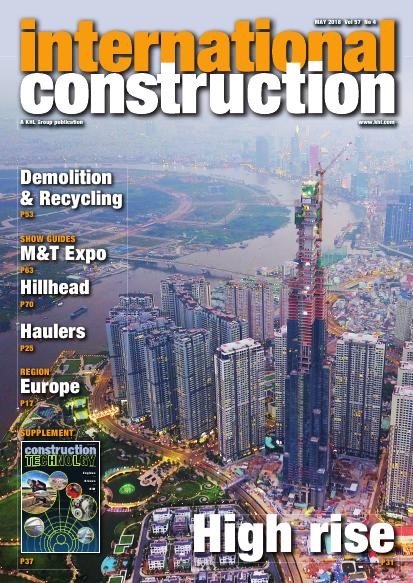 MAY 2018 Vol 57 No 4
international
construction
A KHL Group publication
www.khl.com
Demolition
& Recycling
P53
SHOW GUIDES
M&T Expo
P63
Hillhead
P70
Haulers
P25
REGION
Europe
P17
SUPPLEMENT
construction
TECHNOLOGY
P37
High rise
P31